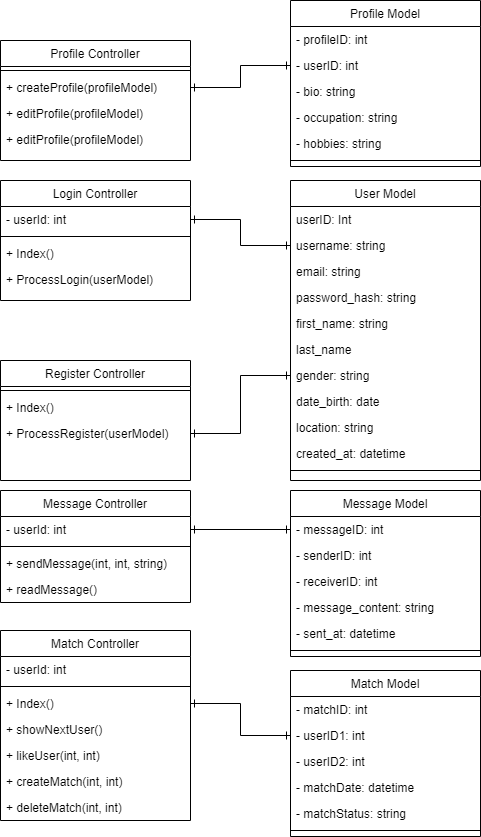 Profile Controller
+ createProfile(profileModel)
+ editProfile(profileModel)
+ editProfile(profileModel)
Profile Model
- profileID: int
- userID: int
- bio: string
- occupation: string
- hobbies: string
Login Controller
- userId: int
+ Index()
+ ProcessLogin(userModel)
User Model
userID: Int
username: string
email: string
password_hash: string
first_name: string
last_name
gender: string
date_birth: date
location: string
created_at: datetime
Register Controller
+ Index()
+ ProcessRegister(userModel)
Message Controller
- userId: int
+ sendMessage(int, int, string)
+ readMessage()
Message Model
- messageID: int
- senderID: int
- receiverID: int
- message_content: string
- sent_at: datetime
Match Controller
- userId: int
+ Index()
+ showNextUser()
+ likeUser(int, int)
+ createMatch(int, int)
+ deleteMatch(int, int)
Match Model
- matchID: int
- userID1: int
- userID2: int
- matchDate: datetime
- matchStatus: string